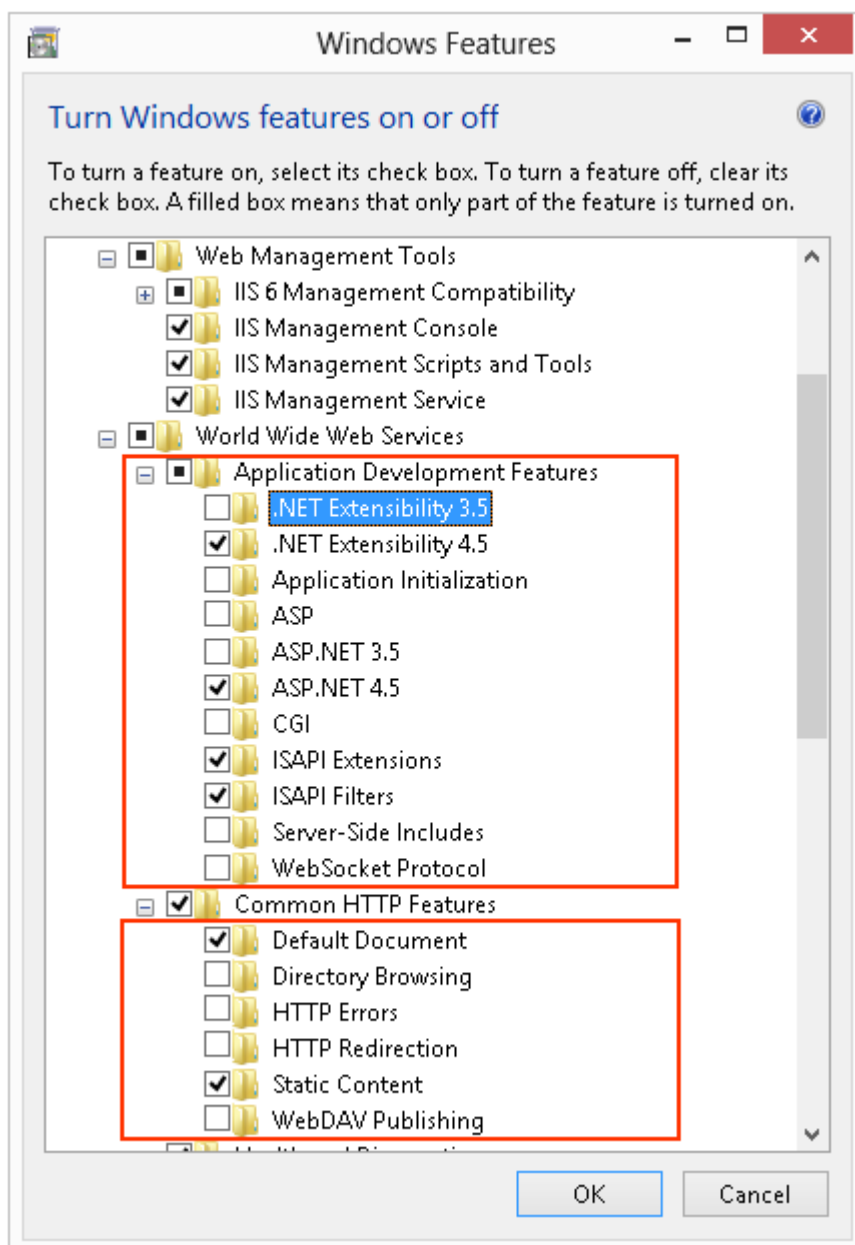 Windows Features
Turn Windows features on or off
To turn a feature on, select its check box. To turn a feature off, clear its
check box. A filled box means that only part of the feature is turned on.
Web Management Tools
IIS 6 Management Compatibility
IIS Management Console
IIS Management Scripts and Tools
IIS Management Service
World Wide Web Services
Application Development Features
.NET Extensibility 3.5
.NET Extensibility 4.5
Application Initialization
ASP
ASP.NET 3.5
ASP.NET 4.5
CGI
ISAPI Extensions
ISAPI Filters
Server-Side Includes
WebSocket Protocol
Common HTTP Features
Default Document
Directory Browsing
HTTP Errors
HTTP Redirection
Static Content
WebDAV Publishing
OK Cancel